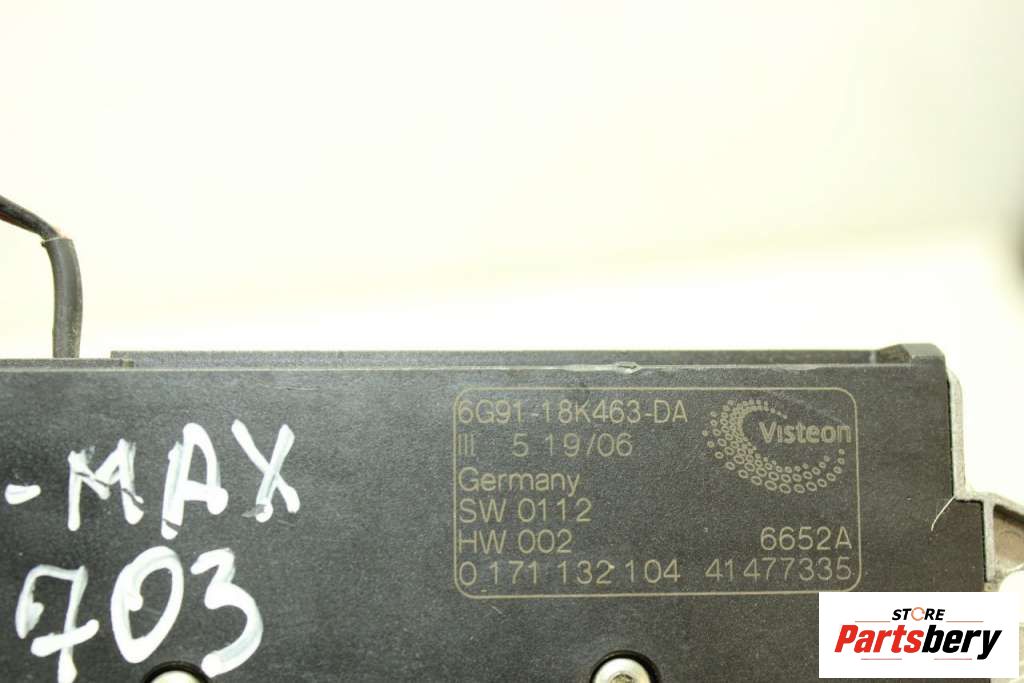 6G91-18K463-DA
III 5 19/06
Visteon
Germany
SW 0112
HW 002 6652A
0 171 132 104 41477335
-MAX
703
STORE
Partsbery